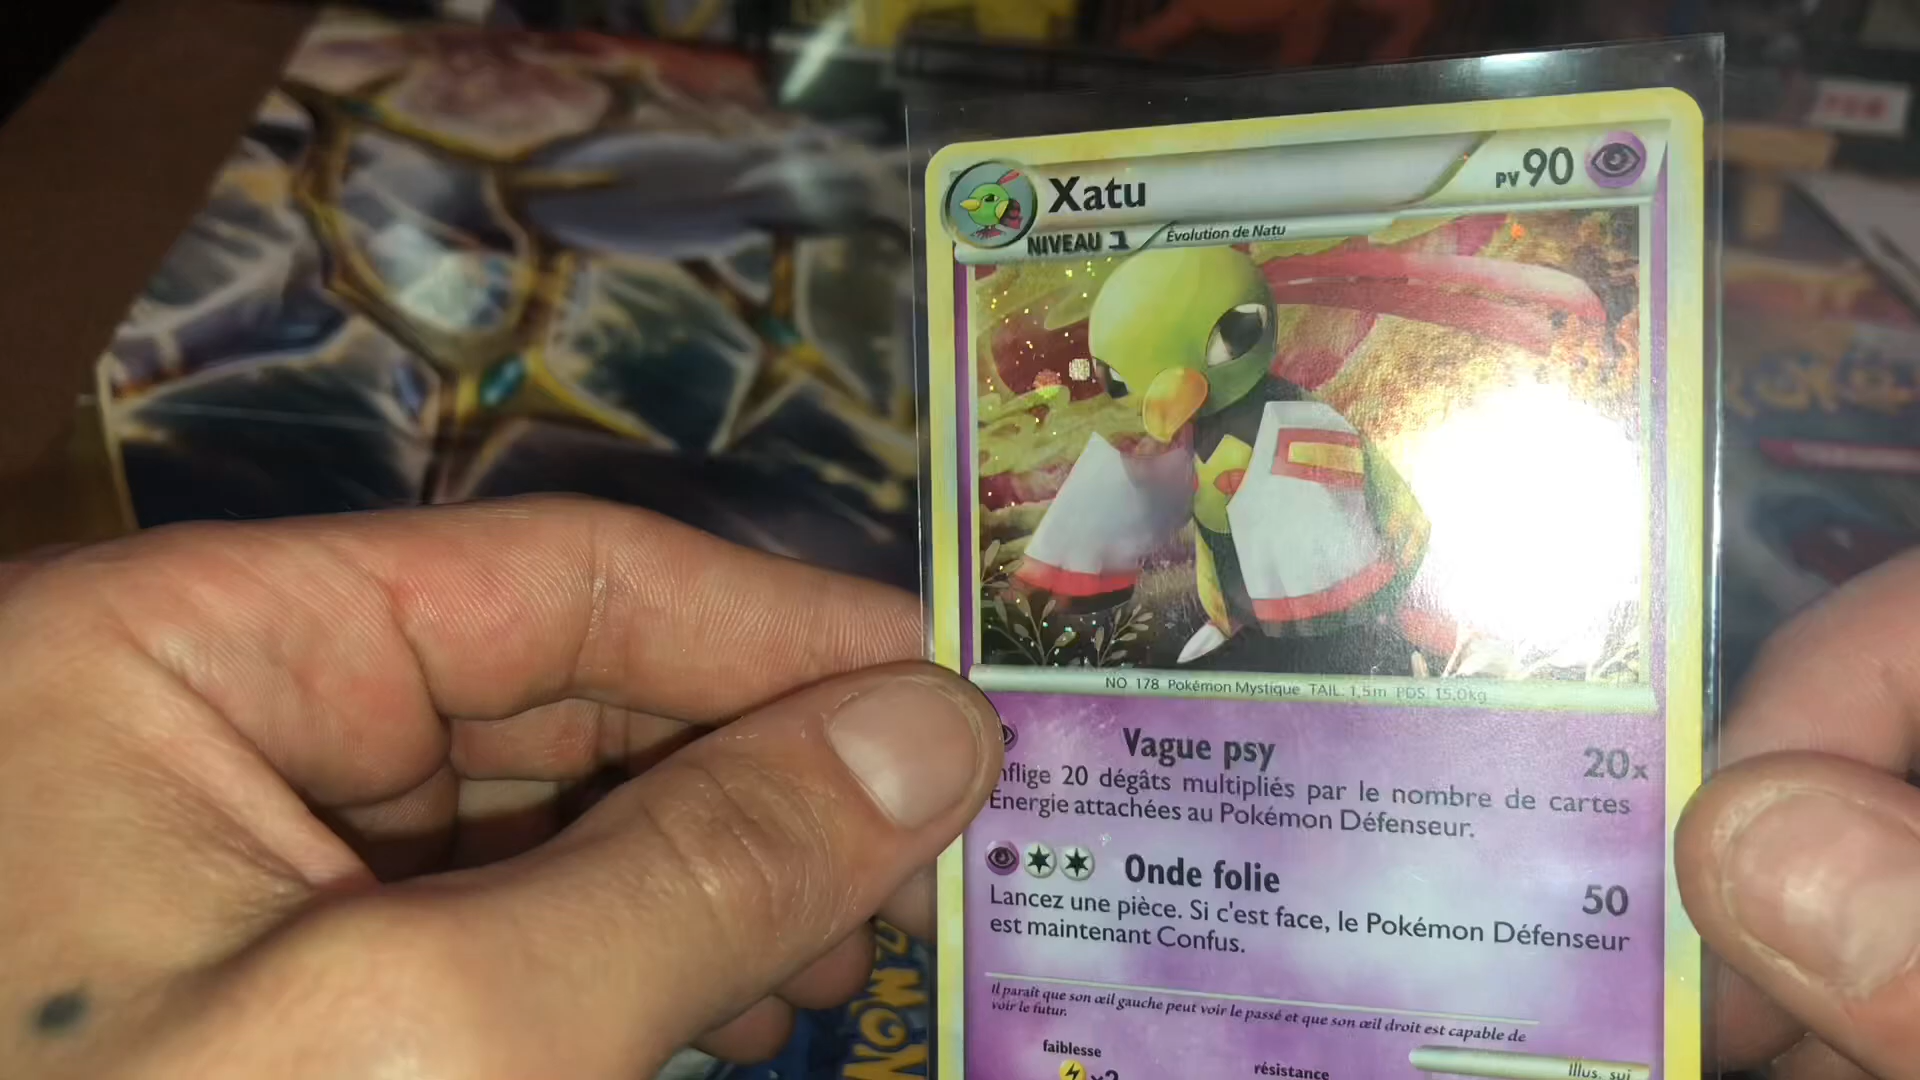 Xatu
PV 90
NIVEAU 1
Évolution de Natu
NO 178 Pokémon Mystique TAIL: 1,5m PDS: 15,0kg
Vague psy 20x
nflige 20 dégâts multipliés par le nombre de cartes
Énergie attachées au Pokémon Défenseur.
Onde folie 50
Lancez une pièce. Si c'est face, le Pokémon Défenseur
est maintenant Confus.
Il paraît que son œil gauche peut voir le passé et que son œil droit est capable de
voir le futur.
faiblesse
x2
résistance
Illus. sui